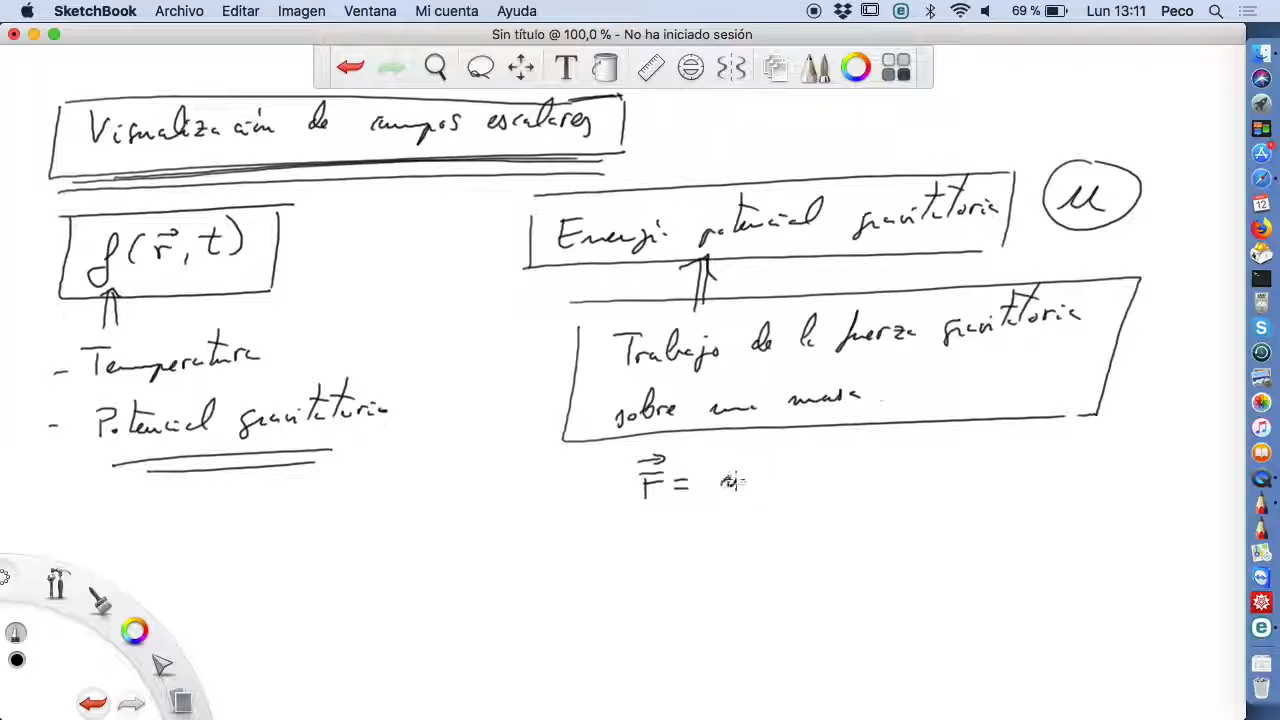 SketchBook Archivo Editar Imagen Ventana Mi cuenta Ayuda 69 % Lun 13:11 Peco
Sin título @ 100,0 % - No ha iniciado sesión
Visualización de campos escalares
f(r⃗, t)
- Temperatura
- Potencial gravitatorio
Energía potencial gravitatoria
u
Trabajo de la fuerza gravitatoria
sobre una masa.
F⃗ =